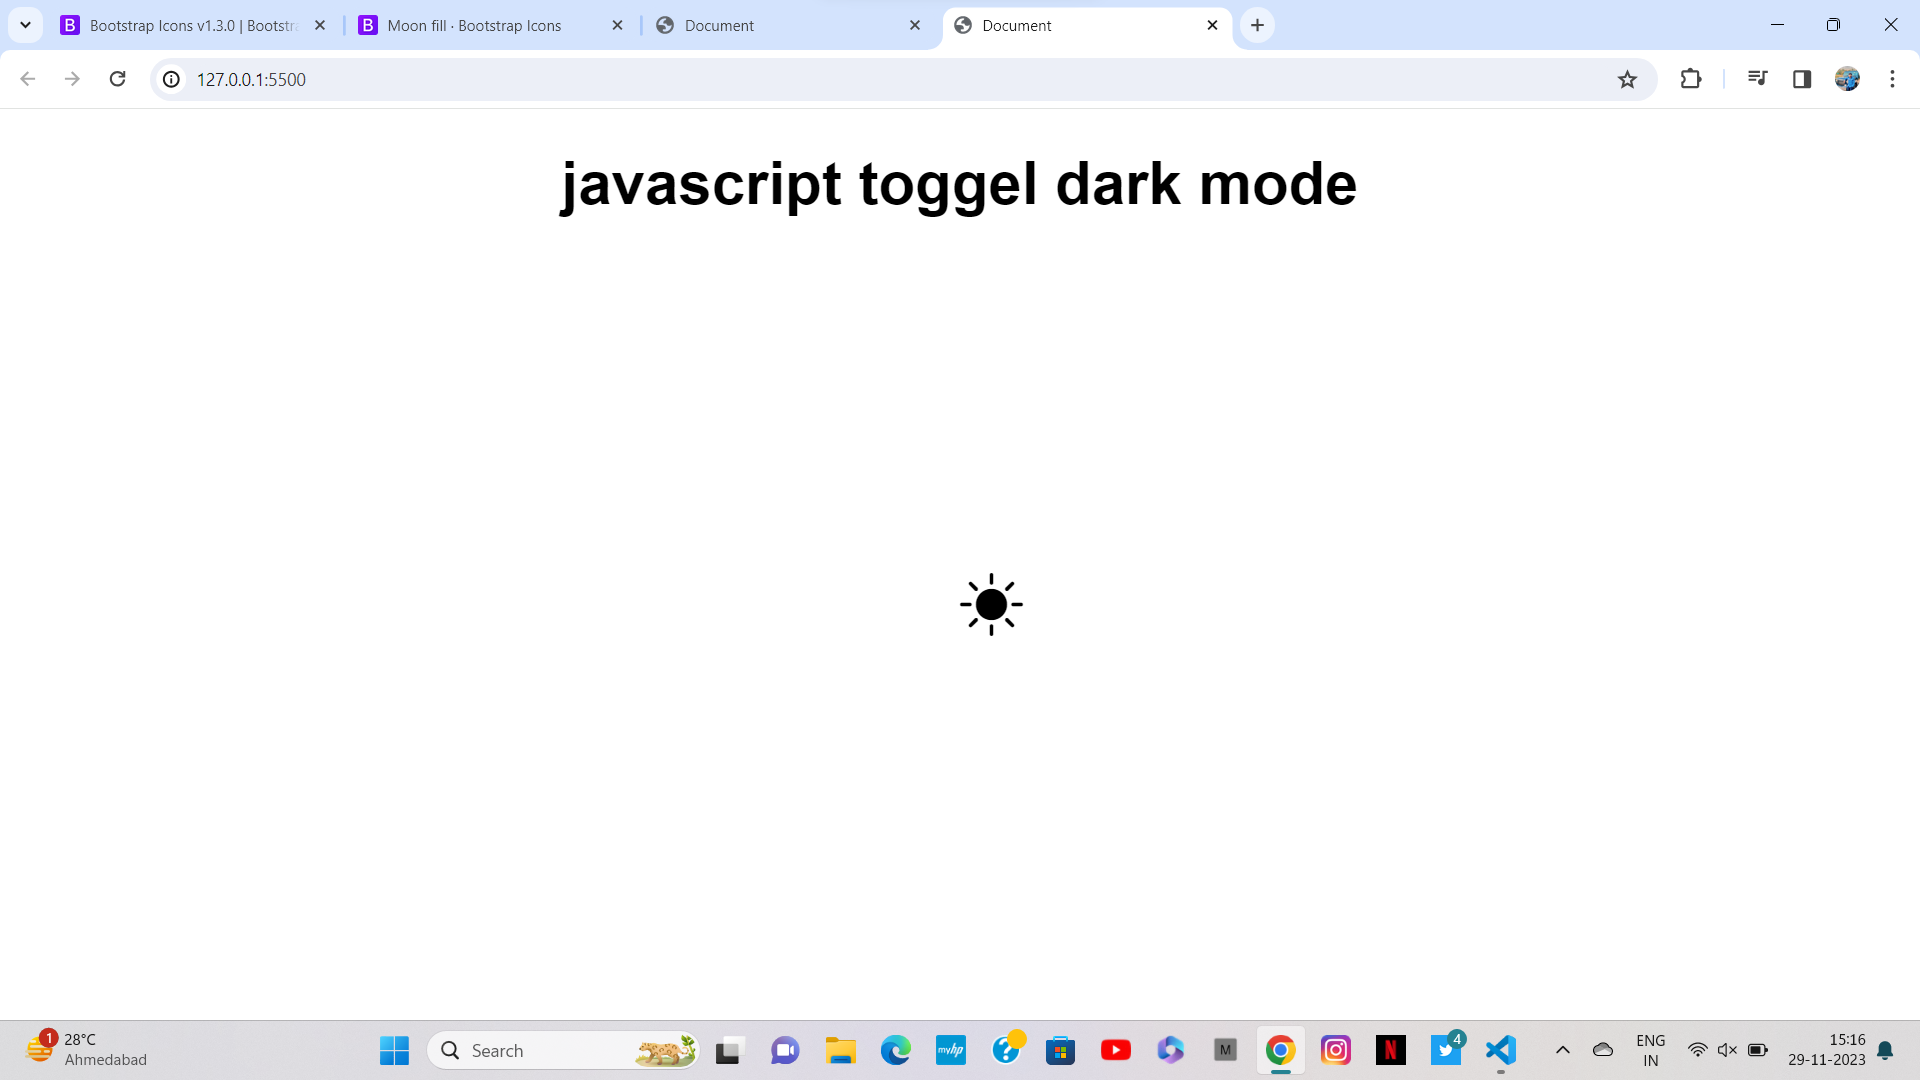 Bootstrap Icons v1.3.0 | Bootstra
Moon fill · Bootstrap Icons
Document
Document
127.0.0.1:5500
javascript toggel dark mode
1
28°C
Ahmedabad
Search
myhp
M
N
4
ENG
IN
15:16
29-11-2023